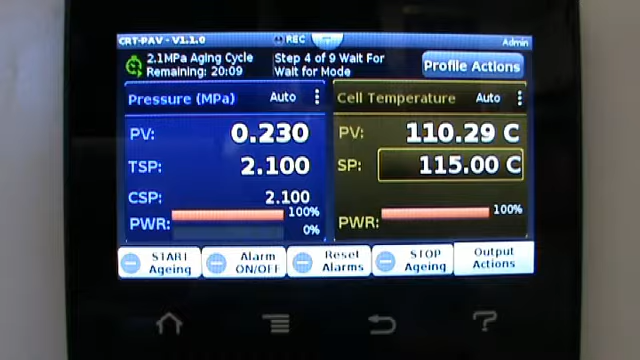 CRT-PAV - V1.1.0
REC
Admin
2.1MPa Aging Cycle
Remaining: 20:09
Step 4 of 9 Wait For
Wait for Mode
Profile Actions
Pressure (MPa)
Auto
PV:
0.230
TSP:
2.100
CSP:
2.100
PWR:
100%
0%
Cell Temperature
Auto
PV:
110.29 C
SP:
115.00 C
PWR:
100%
START
Ageing
Alarm
ON/OFF
Reset
Alarms
STOP
Ageing
Output
Actions
?